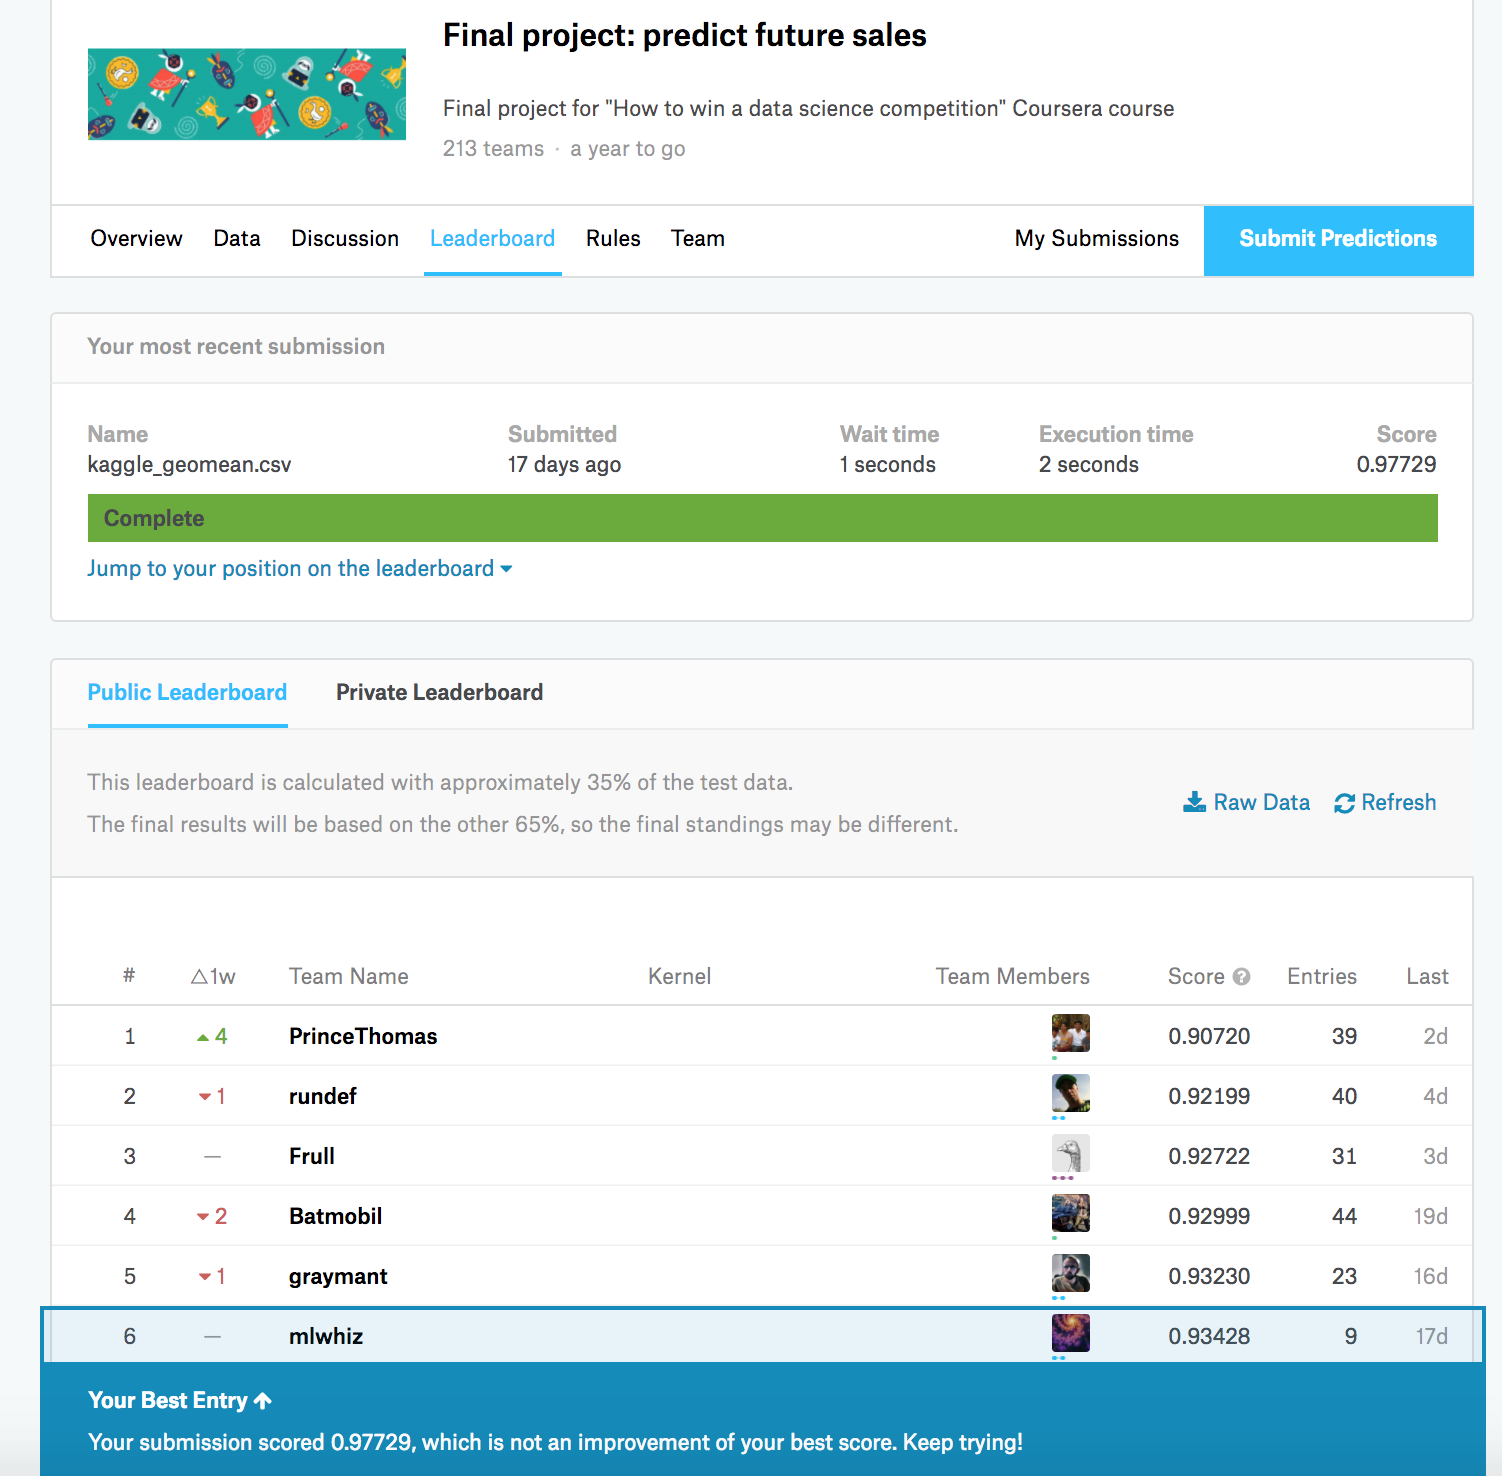 Final project: predict future sales
Final project for "How to win a data science competition" Coursera course
213 teams · a year to go
Overview Data Discussion Leaderboard Rules Team My Submissions Submit Predictions
Your most recent submission
Name Submitted Wait time Execution time Score
kaggle_geomean.csv 17 days ago 1 seconds 2 seconds 0.97729
Complete
Jump to your position on the leaderboard
Public Leaderboard Private Leaderboard
This leaderboard is calculated with approximately 35% of the test data.
The final results will be based on the other 65%, so the final standings may be different.
Raw Data Refresh
# △1w Team Name Kernel Team Members Score ? Entries Last
1 ▲ 4 PrinceThomas 0.90720 39 2d
2 ▼ 1 rundef 0.92199 40 4d
3 — Frull 0.92722 31 3d
4 ▼ 2 Batmobil 0.92999 44 19d
5 ▼ 1 graymant 0.93230 23 16d
6 — mlwhiz 0.93428 9 17d
Your Best Entry ↑
Your submission scored 0.97729, which is not an improvement of your best score. Keep trying!